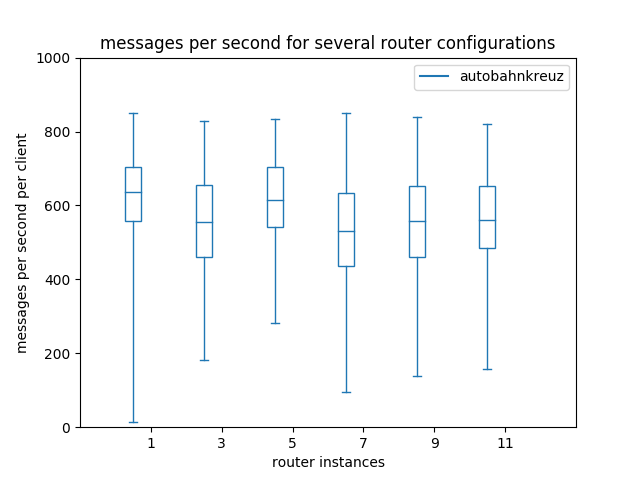 messages per second for several router configurations
1000
autobahnkreuz
800
600
400
200
0
messages per second per client
1 3 5 7 9 11
router instances